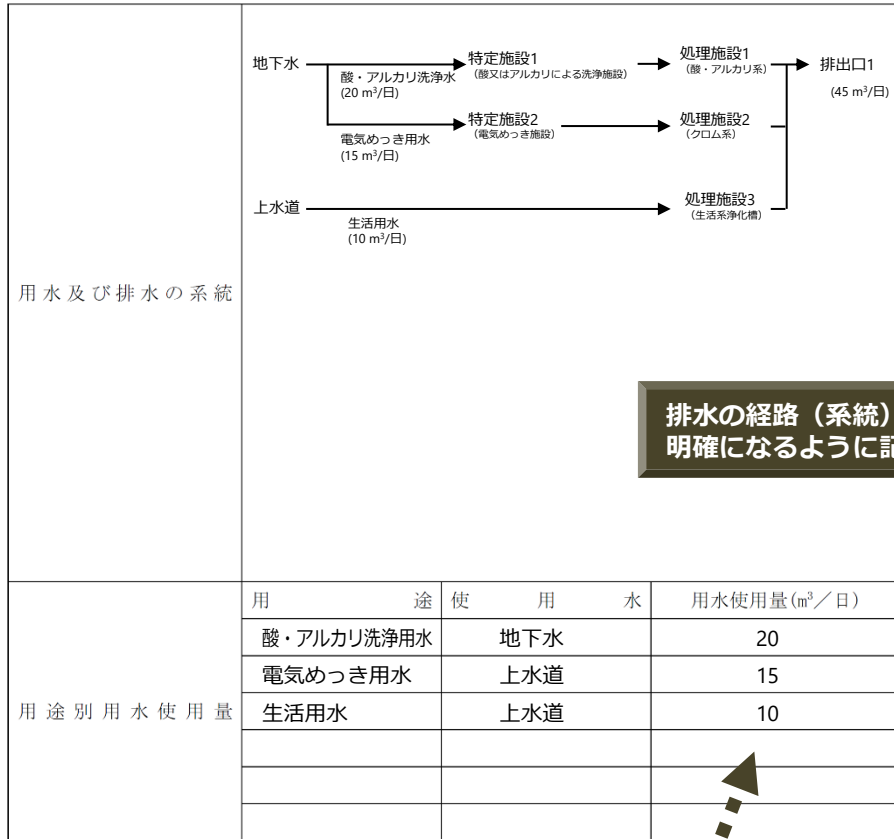 用水及び排水の系統
地下水
酸・アルカリ洗浄水
(20 m³/日)
特定施設1
（酸又はアルカリによる洗浄施設）
処理施設1
（酸・アルカリ系）
排出口1
(45 m³/日)
電気めっき用水
(15 m³/日)
特定施設2
（電気めっき施設）
処理施設2
（クロム系）
上水道
生活用水
(10 m³/日)
処理施設3
（生活系浄化槽）
排水の経路（系統）
明確になるように記
用途別用水使用量
用途 使用水 用水使用量(m³／日)
酸・アルカリ洗浄用水 地下水 20
電気めっき用水 上水道 15
生活用水 上水道 10